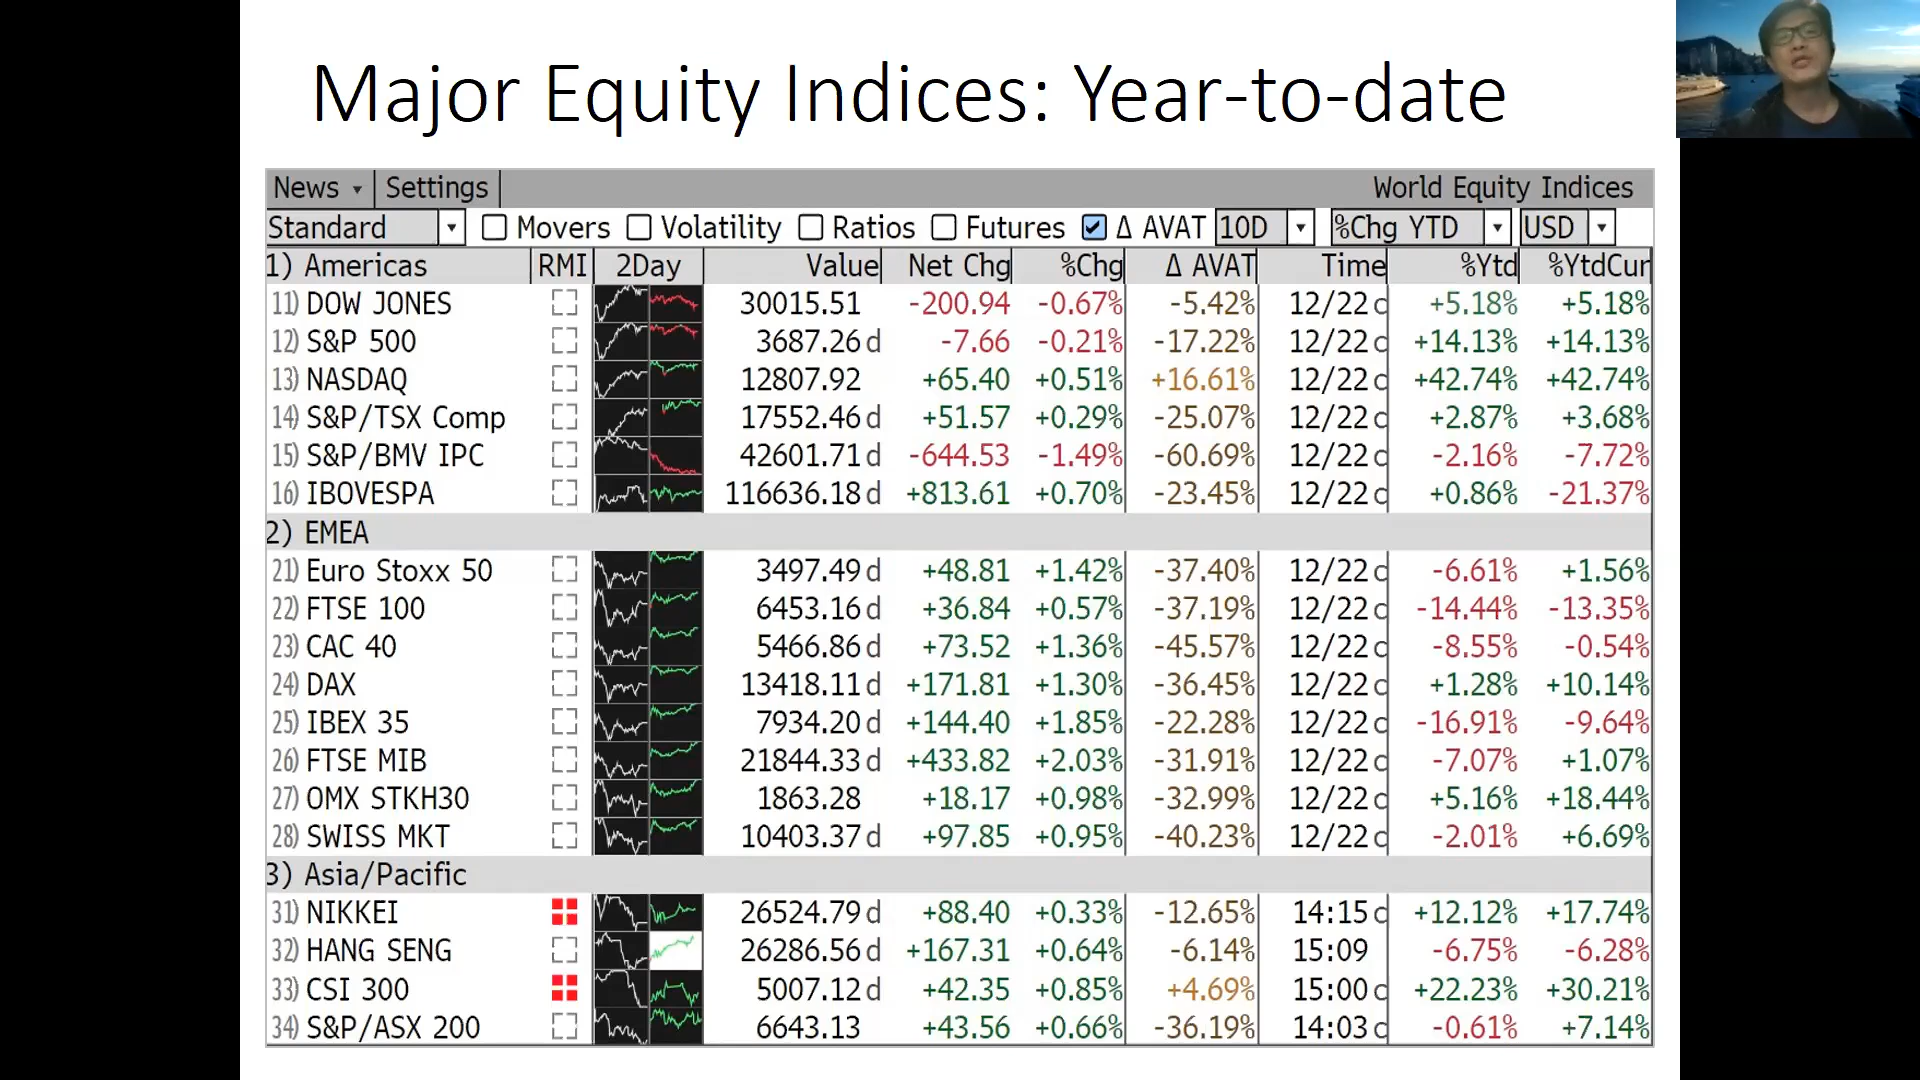 Major Equity Indices: Year-to-date
News Settings World Equity Indices
Standard Movers Volatility Ratios Futures Δ AVAT 10D %Chg YTD USD
1) Americas RMI 2Day Value Net Chg %Chg Δ AVAT Time %Ytd %YtdCur
11) DOW JONES 30015.51 -200.94 -0.67% -5.42% 12/22 c +5.18% +5.18%
12) S&P 500 3687.26 d -7.66 -0.21% -17.22% 12/22 c +14.13% +14.13%
13) NASDAQ 12807.92 +65.40 +0.51% +16.61% 12/22 c +42.74% +42.74%
14) S&P/TSX Comp 17552.46 d +51.57 +0.29% -25.07% 12/22 c +2.87% +3.68%
15) S&P/BMV IPC 42601.71 d -644.53 -1.49% -60.69% 12/22 c -2.16% -7.72%
16) IBOVESPA 116636.18 d +813.61 +0.70% -23.45% 12/22 c +0.86% -21.37%
2) EMEA
21) Euro Stoxx 50 3497.49 d +48.81 +1.42% -37.40% 12/22 c -6.61% +1.56%
22) FTSE 100 6453.16 d +36.84 +0.57% -37.19% 12/22 c -14.44% -13.35%
23) CAC 40 5466.86 d +73.52 +1.36% -45.57% 12/22 c -8.55% -0.54%
24) DAX 13418.11 d +171.81 +1.30% -36.45% 12/22 c +1.28% +10.14%
25) IBEX 35 7934.20 d +144.40 +1.85% -22.28% 12/22 c -16.91% -9.64%
26) FTSE MIB 21844.33 d +433.82 +2.03% -31.91% 12/22 c -7.07% +1.07%
27) OMX STKH30 1863.28 +18.17 +0.98% -32.99% 12/22 c +5.16% +18.44%
28) SWISS MKT 10403.37 d +97.85 +0.95% -40.23% 12/22 c -2.01% +6.69%
3) Asia/Pacific
31) NIKKEI 26524.79 d +88.40 +0.33% -12.65% 14:15 c +12.12% +17.74%
32) HANG SENG 26286.56 d +167.31 +0.64% -6.14% 15:09 -6.75% -6.28%
33) CSI 300 5007.12 d +42.35 +0.85% +4.69% 15:00 c +22.23% +30.21%
34) S&P/ASX 200 6643.13 +43.56 +0.66% -36.19% 14:03 c -0.61% +7.14%